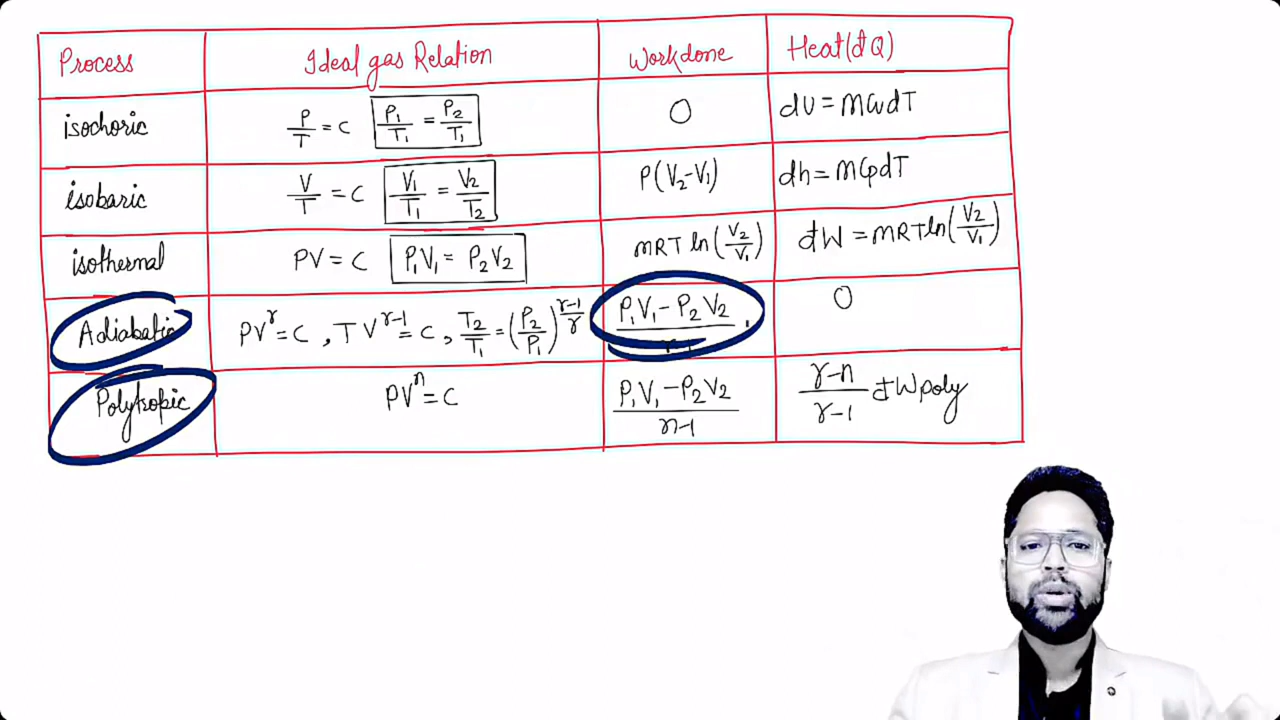 Process Ideal gas Relation Workdone Heat(đQ)
isochoric P/T = C P₁/T₁ = P₂/T₁ 0 dU = MCvdT
isobaric V/T = C V₁/T₁ = V₂/T₂ P(V₂-V₁) dh = MCpdT
isothermal PV = C P₁V₁ = P₂V₂ MRT ln(V₂/V₁) đW = MRT ln(V₂/V₁)
Adiabatic PV^γ = C , TV^γ-1 = C , T₂/T₁ = (P₂/P₁)^γ-1/γ P₁V₁ - P₂V₂ 0
Polytropic PV^n = C P₁V₁ - P₂V₂/n-1 γ-n/γ-1 đWpoly